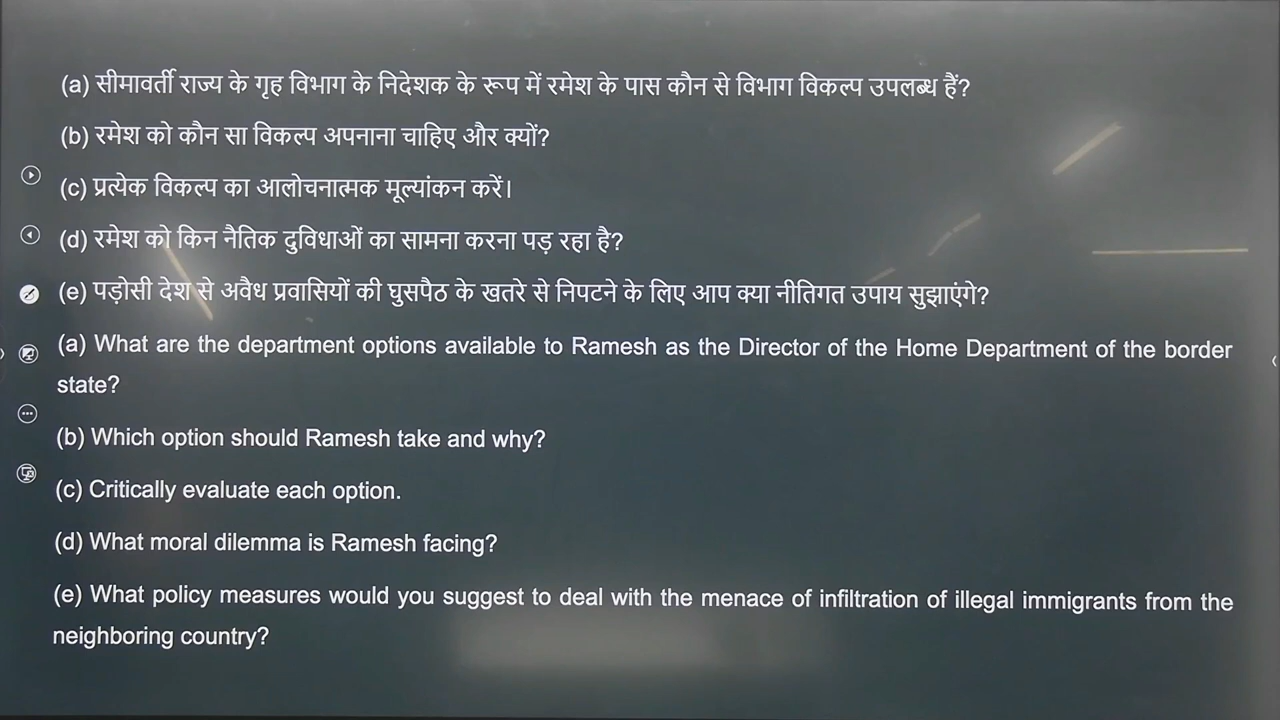 (a) सीमावर्ती राज्य के गृह विभाग के निदेशक के रूप में रमेश के पास कौन से विभाग विकल्प उपलब्ध हैं?
(b) रमेश को कौन सा विकल्प अपनाना चाहिए और क्यों?
(c) प्रत्येक विकल्प का आलोचनात्मक मूल्यांकन करें।
(d) रमेश को किन नैतिक दुविधाओं का सामना करना पड़ रहा है?
(e) पड़ोसी देश से अवैध प्रवासियों की घुसपैठ के खतरे से निपटने के लिए आप क्या नीतिगत उपाय सुझाएंगे?
(a) What are the department options available to Ramesh as the Director of the Home Department of the border
state?
(b) Which option should Ramesh take and why?
(c) Critically evaluate each option.
(d) What moral dilemma is Ramesh facing?
(e) What policy measures would you suggest to deal with the menace of infiltration of illegal immigrants from the
neighboring country?